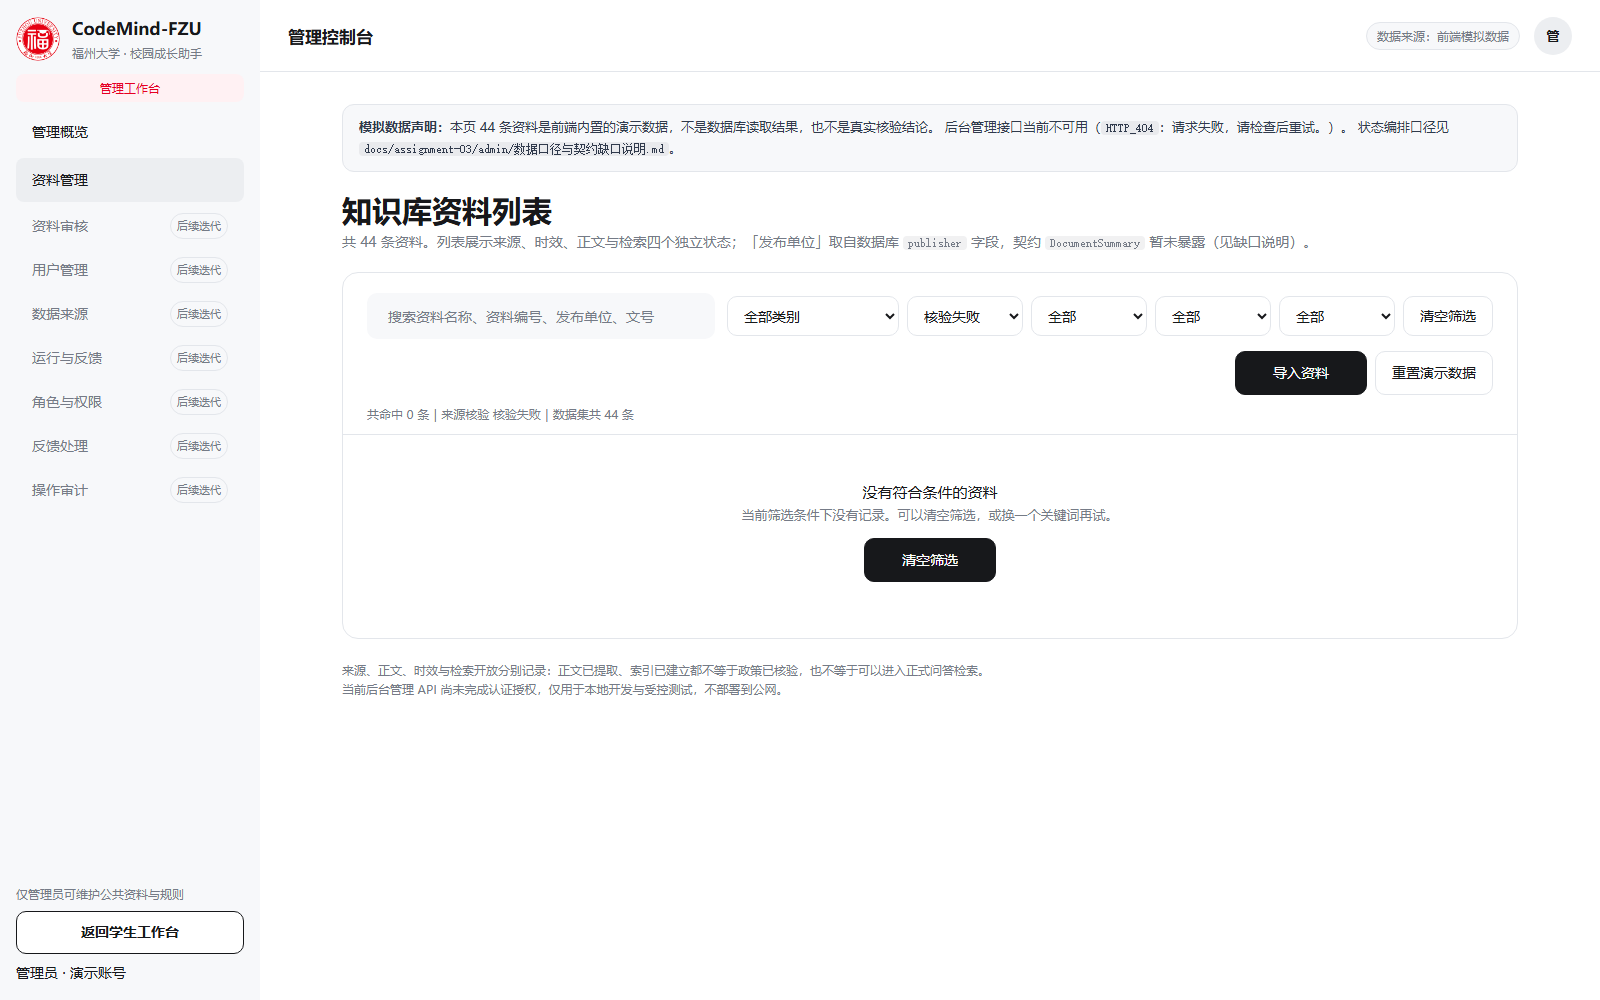 CodeMind-FZU
福州大学 · 校园成长助手
管理工作台
管理概览
资料管理
资料审核 后续迭代
用户管理 后续迭代
数据来源 后续迭代
运行与反馈 后续迭代
角色与权限 后续迭代
反馈处理 后续迭代
操作审计 后续迭代
仅管理员可维护公共资料与规则
返回学生工作台
管理员 · 演示账号
管理控制台
数据来源：前端模拟数据
管
模拟数据声明：本页 44 条资料是前端内置的演示数据，不是数据库读取结果，也不是真实核验结论。 后台管理接口当前不可用（ HTTP_404 ：请求失败，请检查后重试。）。 状态编排口径见
docs/assignment-03/admin/数据口径与契约缺口说明.md 。
知识库资料列表
共 44 条资料。列表展示来源、时效、正文与检索四个独立状态；「发布单位」取自数据库 publisher 字段，契约 DocumentSummary 暂未暴露（见缺口说明）。
搜索资料名称、资料编号、发布单位、文号
全部类别
核验失败
全部
全部
全部
清空筛选
导入资料
重置演示数据
共命中 0 条 | 来源核验 核验失败 | 数据集共 44 条
没有符合条件的资料
当前筛选条件下没有记录。可以清空筛选，或换一个关键词再试。
清空筛选
来源、正文、时效与检索开放分别记录：正文已提取、索引已建立都不等于政策已核验，也不等于可以进入正式问答检索。
当前后台管理 API 尚未完成认证授权，仅用于本地开发与受控测试，不部署到公网。